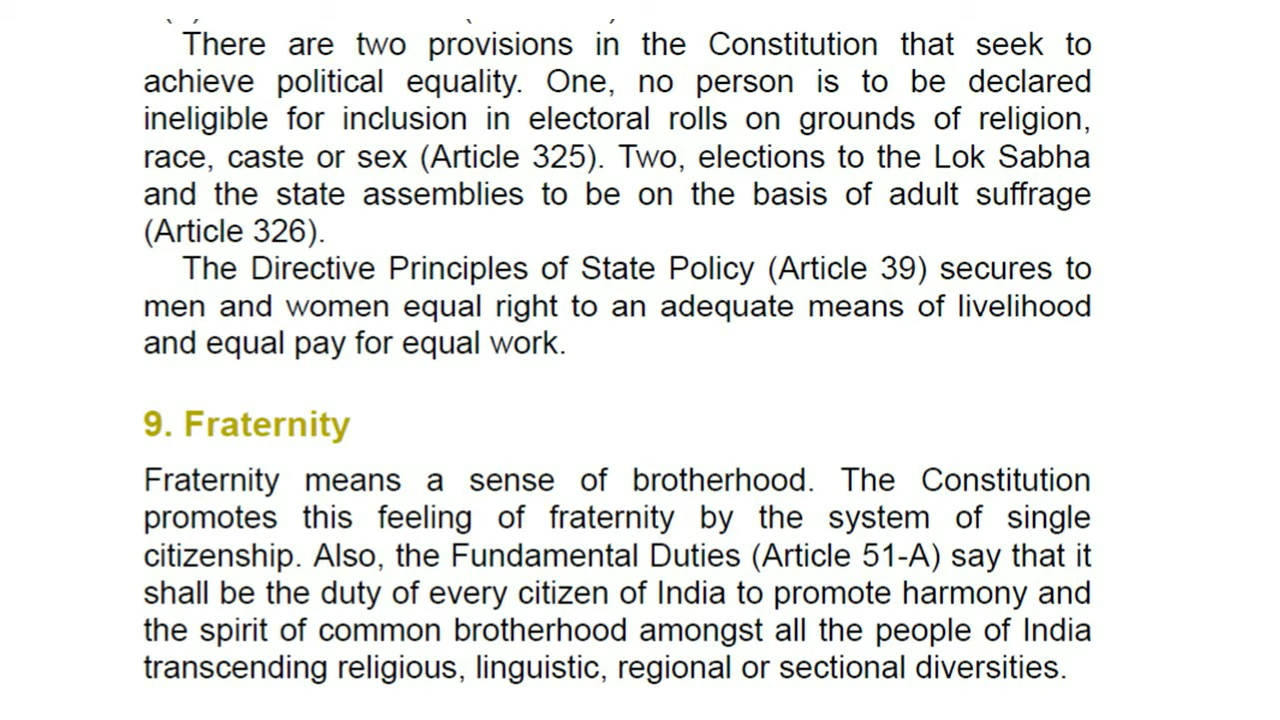 There are two provisions in the Constitution that seek to
achieve political equality. One, no person is to be declared
ineligible for inclusion in electoral rolls on grounds of religion,
race, caste or sex (Article 325). Two, elections to the Lok Sabha
and the state assemblies to be on the basis of adult suffrage
(Article 326).
The Directive Principles of State Policy (Article 39) secures to
men and women equal right to an adequate means of livelihood
and equal pay for equal work.
9. Fraternity
Fraternity means a sense of brotherhood. The Constitution
promotes this feeling of fraternity by the system of single
citizenship. Also, the Fundamental Duties (Article 51-A) say that it
shall be the duty of every citizen of India to promote harmony and
the spirit of common brotherhood amongst all the people of India
transcending religious, linguistic, regional or sectional diversities.